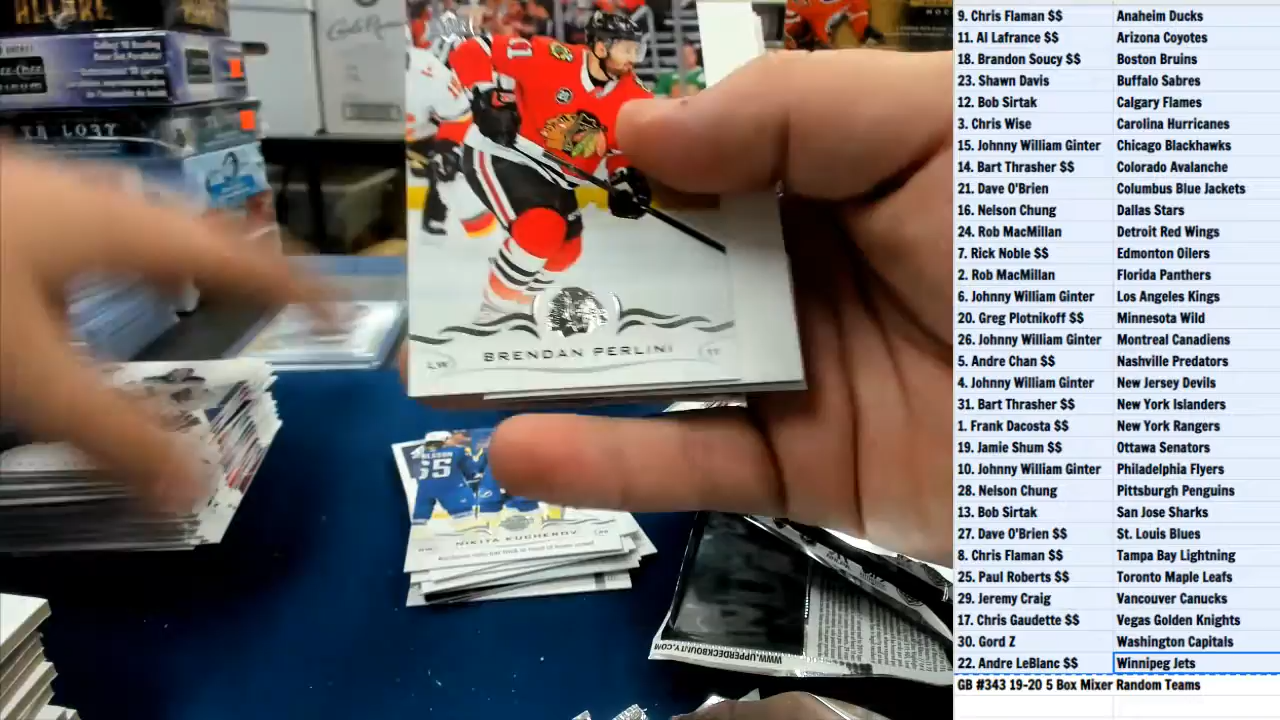 BRENDAN PERLINI
LW
11
NIKITA KUCHEROV
65
WWW.UPPERDECKBOUNTY.COM
9. Chris Flaman $$ Anaheim Ducks
11. Al Lafrance $$ Arizona Coyotes
18. Brandon Soucy $$ Boston Bruins
23. Shawn Davis Buffalo Sabres
12. Bob Sirtak Calgary Flames
3. Chris Wise Carolina Hurricanes
15. Johnny William Ginter Chicago Blackhawks
14. Bart Thrasher $$ Colorado Avalanche
21. Dave O'Brien Columbus Blue Jackets
16. Nelson Chung Dallas Stars
24. Rob MacMillan Detroit Red Wings
7. Rick Noble $$ Edmonton Oilers
2. Rob MacMillan Florida Panthers
6. Johnny William Ginter Los Angeles Kings
20. Greg Plotnikoff $$ Minnesota Wild
26. Johnny William Ginter Montreal Canadiens
5. Andre Chan $$ Nashville Predators
4. Johnny William Ginter New Jersey Devils
31. Bart Thrasher $$ New York Islanders
1. Frank Dacosta $$ New York Rangers
19. Jamie Shum $$ Ottawa Senators
10. Johnny William Ginter Philadelphia Flyers
28. Nelson Chung Pittsburgh Penguins
13. Bob Sirtak San Jose Sharks
27. Dave O'Brien $$ St. Louis Blues
8. Chris Flaman $$ Tampa Bay Lightning
25. Paul Roberts $$ Toronto Maple Leafs
29. Jeremy Craig Vancouver Canucks
17. Chris Gaudette $$ Vegas Golden Knights
30. Gord Z Washington Capitals
22. Andre LeBlanc $$ Winnipeg Jets
GB #343 19-20 5 Box Mixer Random Teams